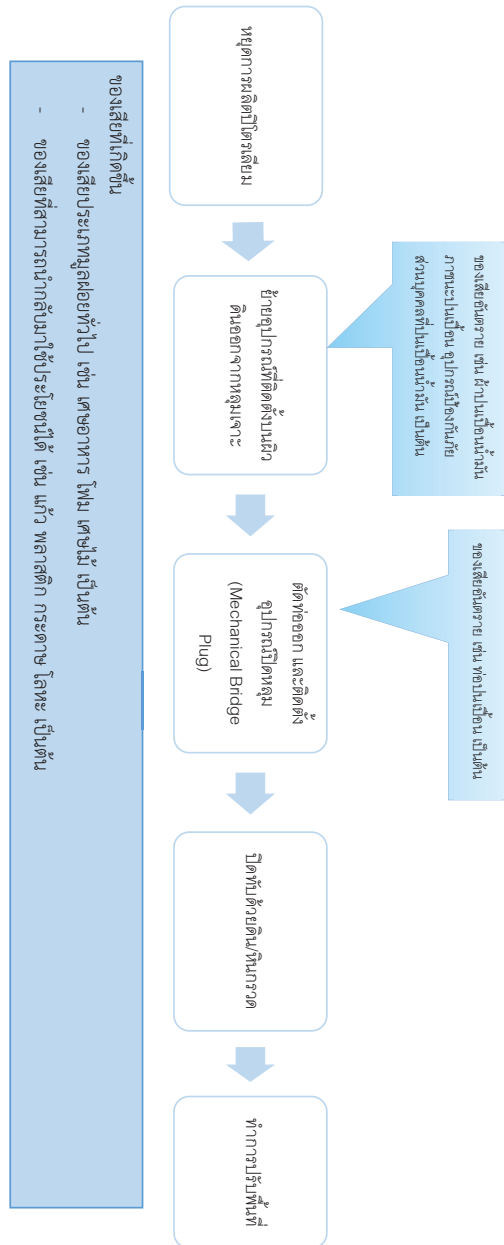 ของเสียอันตราย เช่น ผ้าปนเปื้อนน้ำมัน
ภาชนะปนเปื้อน อุปกรณ์ป้องกันภัย
ส่วนบุคคลที่ปนเปื้อนน้ำมัน เป็นต้น
ของเสียอันตราย เช่น ท่อปนเปื้อน เป็นต้น
หยุดการผลิตปิโตรเลียม
ย้ายอุปกรณ์ที่ติดตั้งบนผิว
ดินออกจากหลุมเจาะ
ตัดท่อออก และติดตั้ง
อุปกรณ์ปิดหลุม
(Mechanical Bridge
Plug)
ปิดทับด้วยดิน/หินกรวด
ทำการปรับพื้นที่
ของเสียที่เกิดขึ้น
- ของเสียประเภทมูลฝอยทั่วไป เช่น เศษอาหาร โฟม เศษไม้ เป็นต้น
- ของเสียที่สามารถนำกลับมาใช้ประโยชน์ได้ เช่น แก้ว พลาสติก กระดาษ โลหะ เป็นต้น